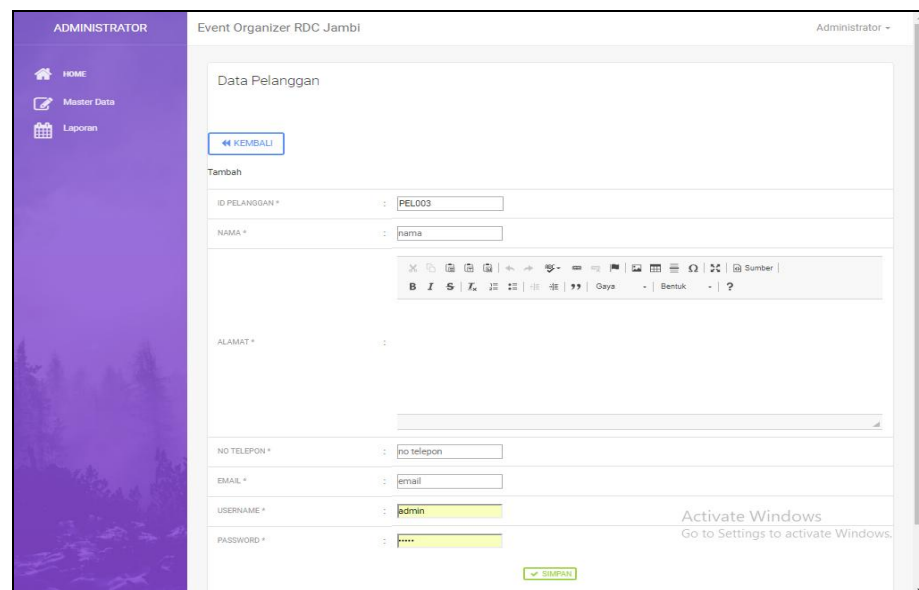 ADMINISTRATOR
Event Organizer RDC Jambi
Administrator
HOME
Master Data
Laporan
Data Pelanggan
KEMBALI
Tambah
ID PELANGGAN * : PEL003
NAMA * : nama
Sumber
B I S Tx Gaya Bentuk ?
ALAMAT * :
NO TELEPON * : no telepon
EMAIL * : email
USERNAME * : admin
PASSWORD * : •••••
SIMPAN
Activate Windows
Go to Settings to activate Windows.